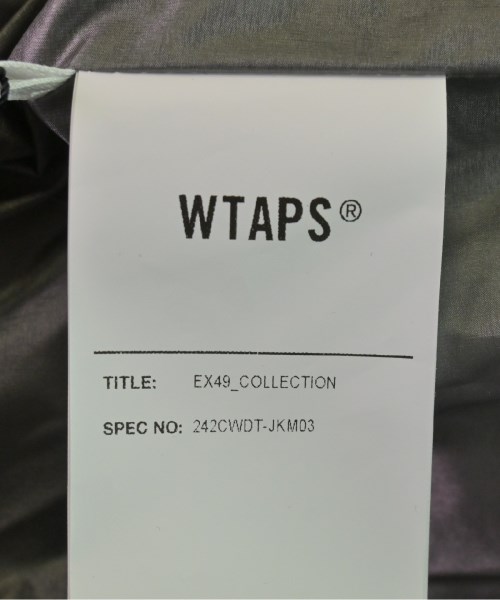 WTAPS®
TITLE: EX49_COLLECTION
SPEC NO: 242CWDT-JKM03